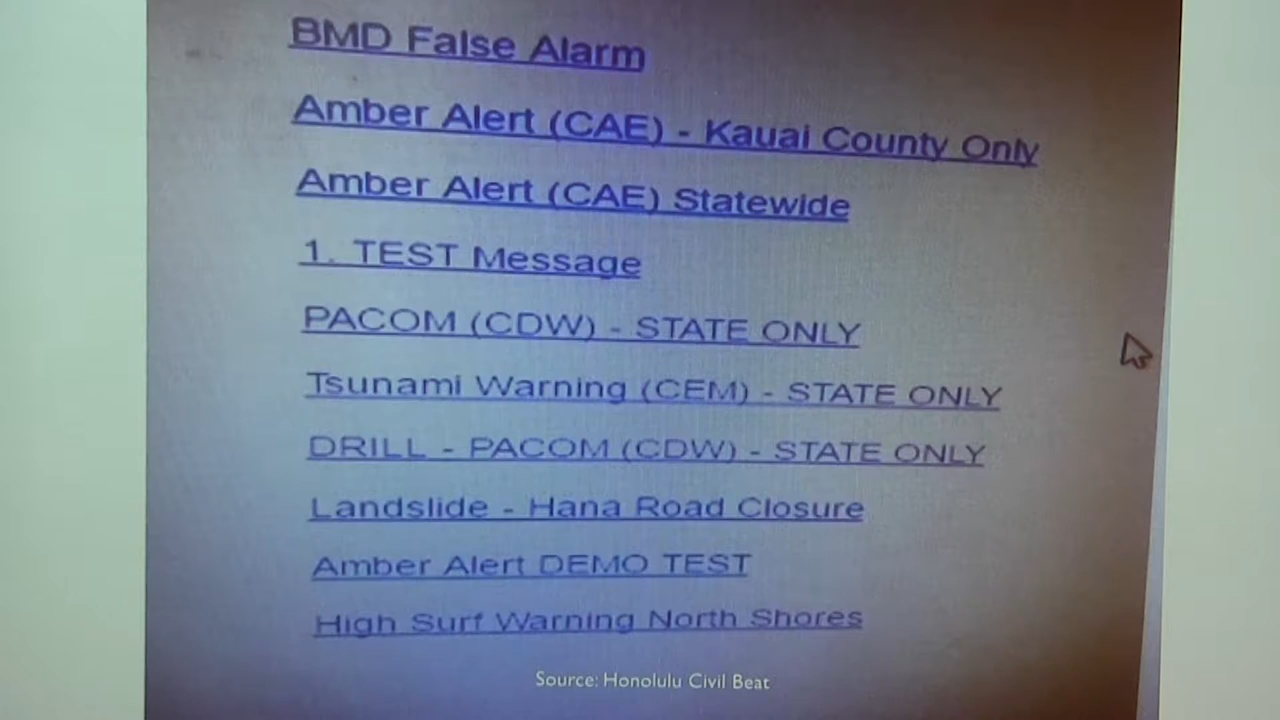 BMD False Alarm
Amber Alert (CAE) - Kauai County Only
Amber Alert (CAE) Statewide
1. TEST Message
PACOM (CDW) - STATE ONLY
Tsunami Warning (CEM) - STATE ONLY
DRILL - PACOM (CDW) - STATE ONLY
Landslide - Hana Road Closure
Amber Alert DEMO TEST
High Surf Warning North Shores
Source: Honolulu Civil Beat